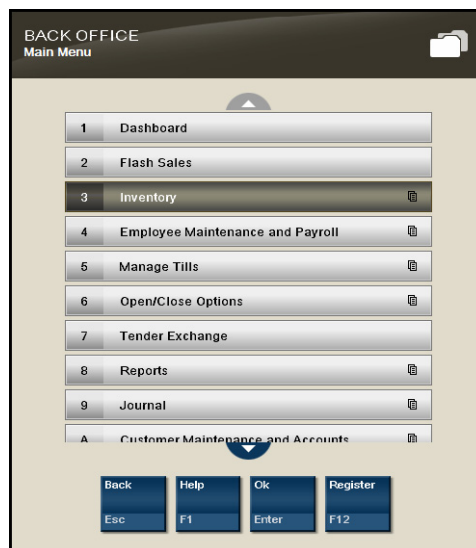 BACK OFFICE
Main Menu
1 Dashboard
2 Flash Sales
3 Inventory
4 Employee Maintenance and Payroll
5 Manage Tills
6 Open/Close Options
7 Tender Exchange
8 Reports
9 Journal
A Customer Maintenance and Accounts
Back Help Ok Register
Esc F1 Enter F12